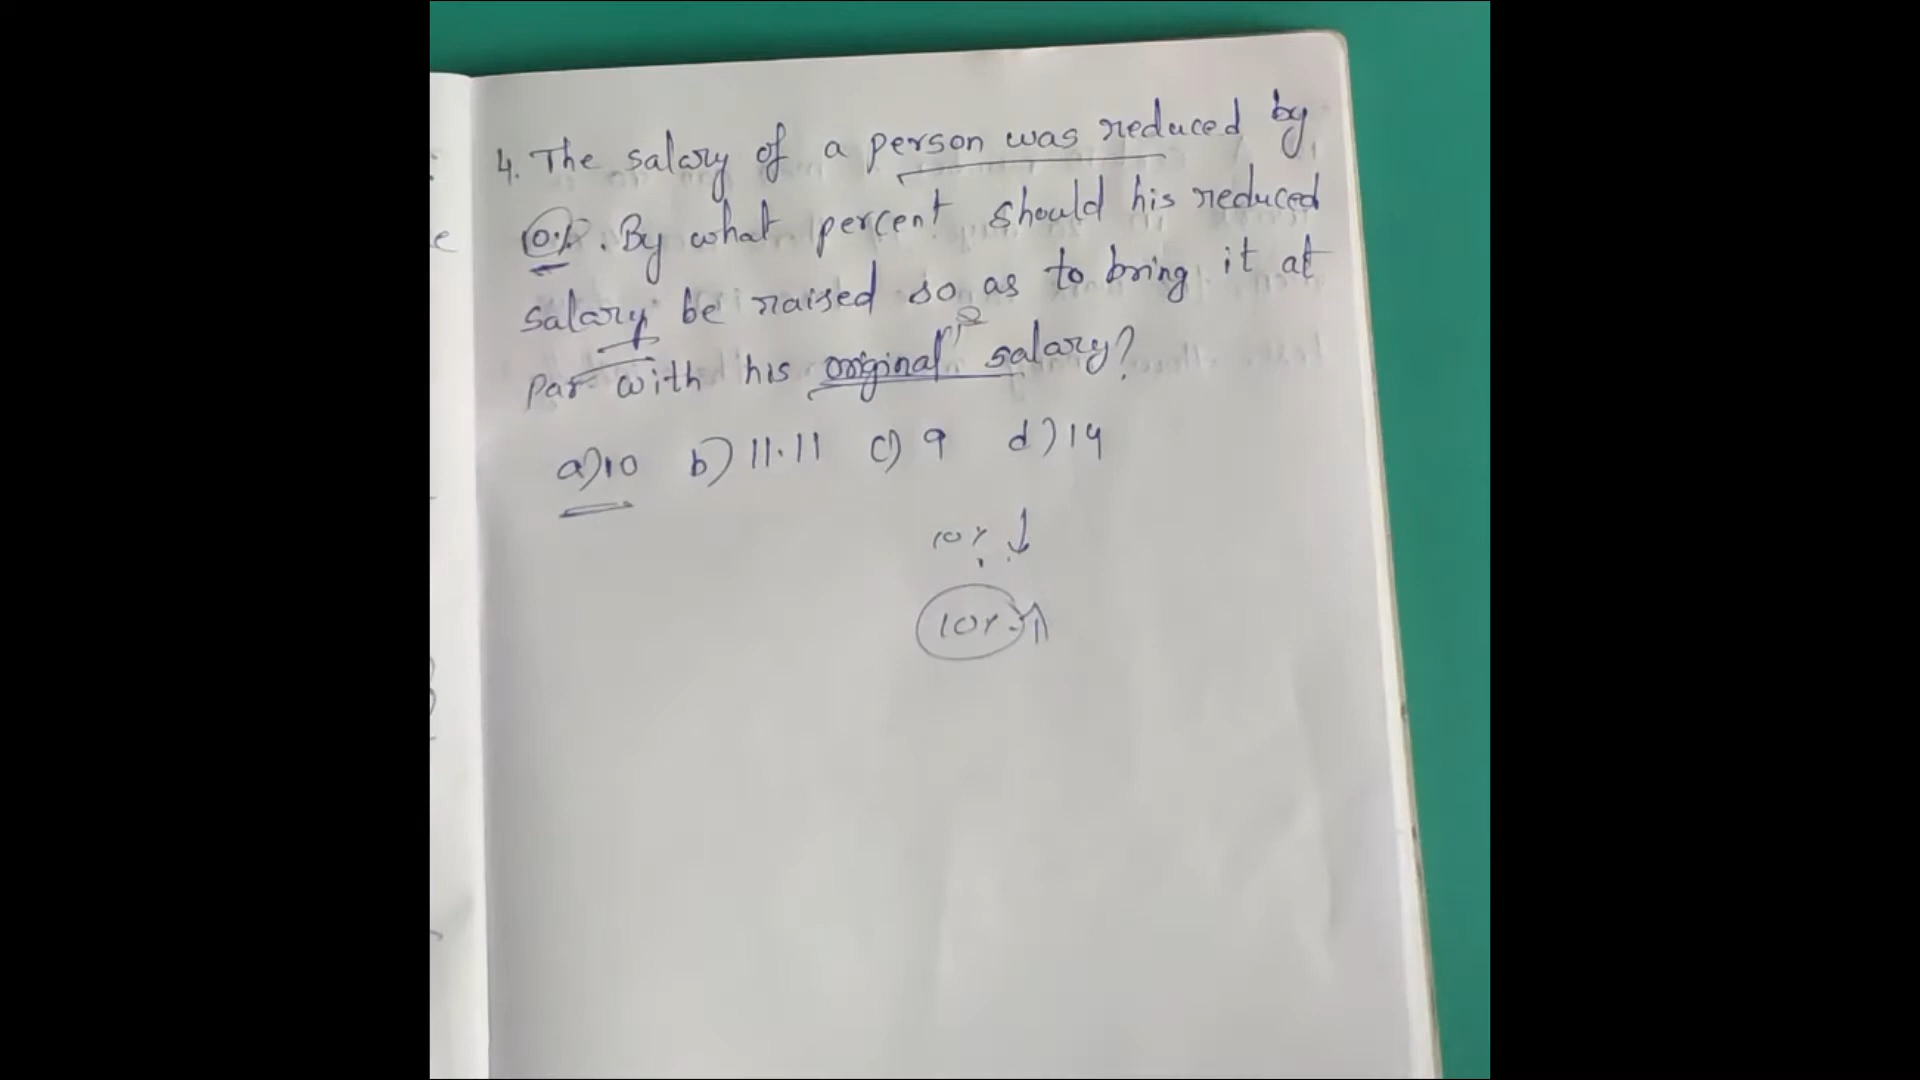 4. The salary of a person was reduced by
10%. By what percent should his reduced
salary be raised so as to bring it at
par with his original salary?
a) 10 b) 11.11 c) 9 d) 14
10% ↓
10% ↑